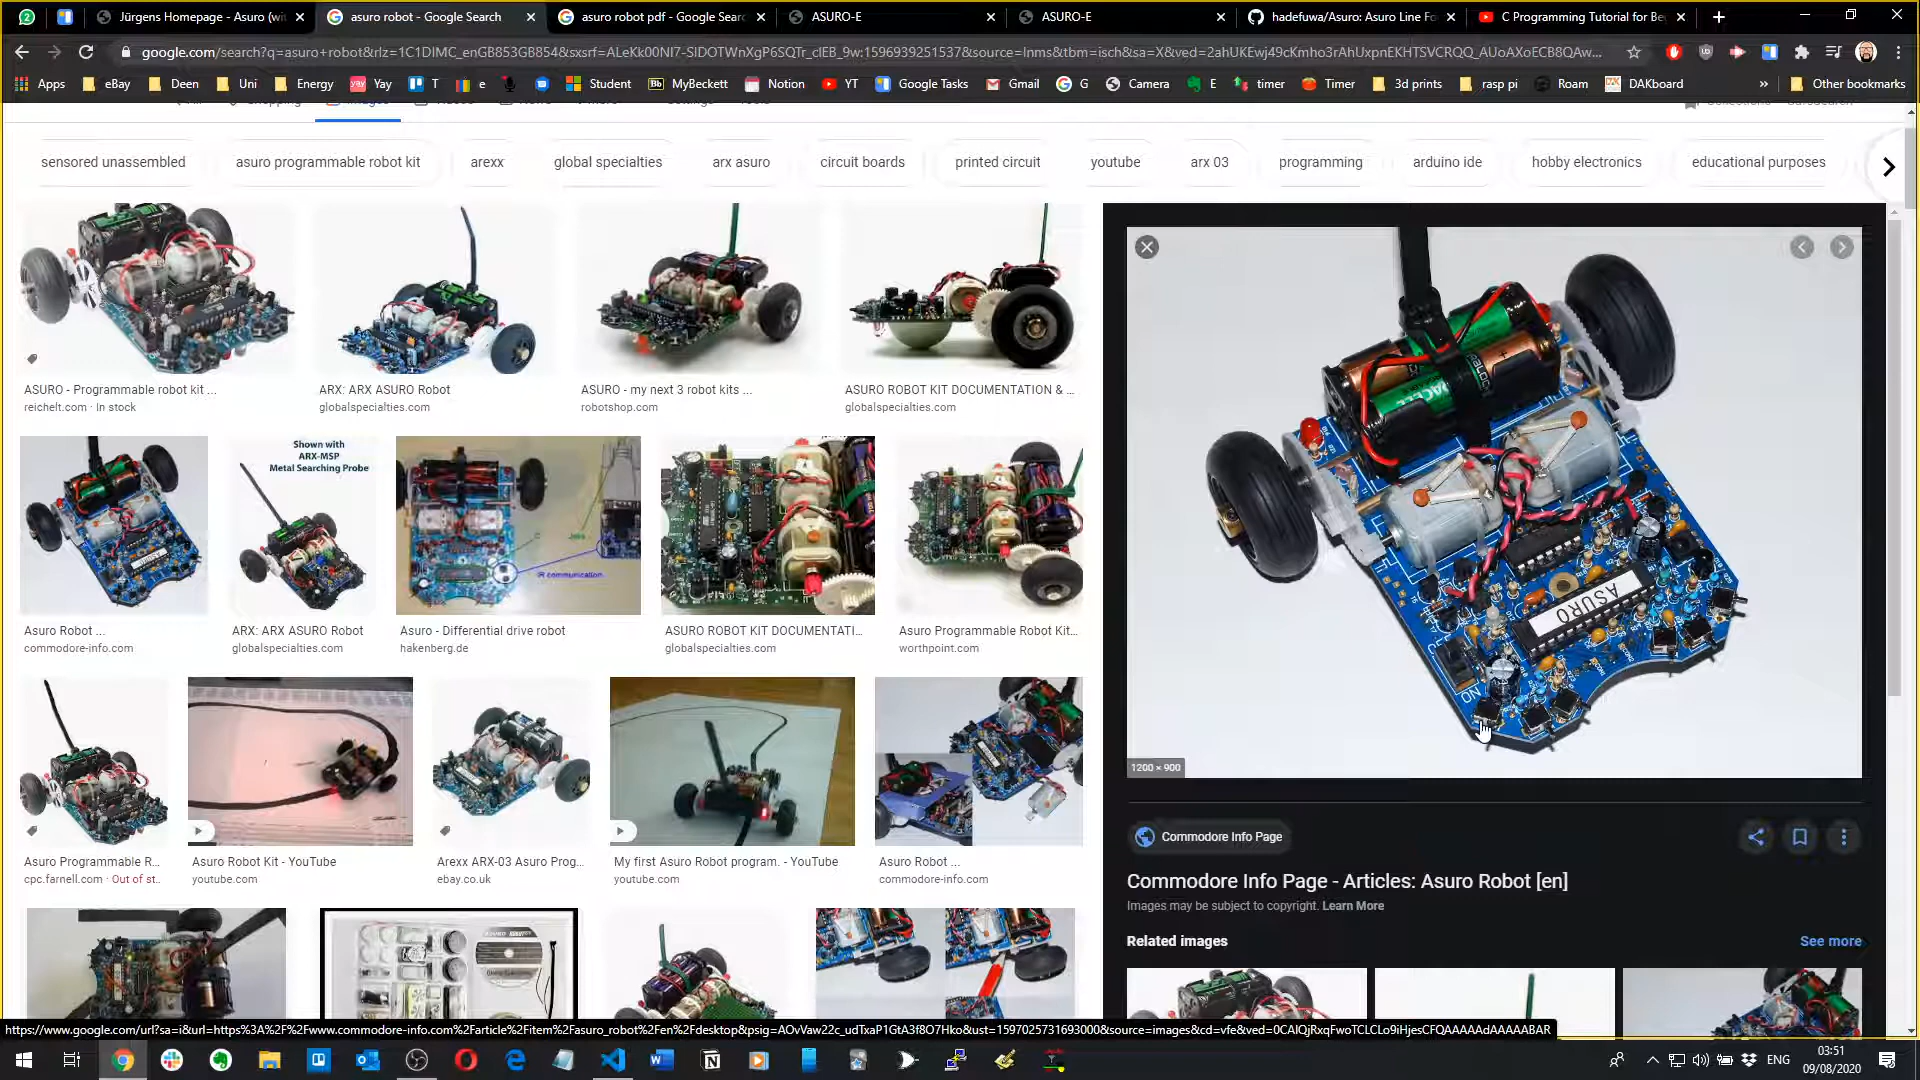 2
Jürgens Homepage - Asuro (wit
asuro robot - Google Search
asuro robot pdf - Google Searc
ASURO-E
ASURO-E
hadefuwa/Asuro: Asuro Line Fo
C Programming Tutorial for Be
google.com/search?q=asuro+robot&rlz=1C1DIMC_enGB853GB854&sxsrf=ALeKk00NI7-SIDOTWnXgP6SQTr_clEB_9w:1596939251537&source=lnms&tbm=isch&sa=X&ved=2ahUKEwj49cKmho3rAhUxpnEKHTSVCRQQ_AUoAXoECB8QAw...
Apps eBay Deen Uni Energy yay Yay T e Student Bb MyBeckett Notion YT Google Tasks Gmail G Camera E timer Timer 3d prints rasp pi Roam DAKboard » Other bookmarks
sensored unassembled asuro programmable robot kit arexx global specialties arx asuro circuit boards printed circuit youtube arx 03 programming arduino ide hobby electronics educational purposes
ASURO - Programmable robot kit ...
reichelt.com · In stock
ARX: ARX ASURO Robot
globalspecialties.com
ASURO - my next 3 robot kits ...
robotshop.com
ASURO ROBOT KIT DOCUMENTATION & ...
globalspecialties.com
Shown with
ARX-MSP
Metal Searching Probe
IR communication
Asuro Robot ...
commodore-info.com
ARX: ARX ASURO Robot
globalspecialties.com
Asuro - Differential drive robot
hakenberg.de
ASURO ROBOT KIT DOCUMENTATI...
globalspecialties.com
Asuro Programmable Robot Kit...
worthpoint.com
Asuro Programmable R...
cpc.farnell.com · Out of st..
Asuro Robot Kit - YouTube
youtube.com
Arexx ARX-03 Asuro Prog...
ebay.co.uk
My first Asuro Robot program. - YouTube
youtube.com
Asuro Robot ...
commodore-info.com
ASURO
ON
1200 × 900
Commodore Info Page
Commodore Info Page - Articles: Asuro Robot [en]
Images may be subject to copyright. Learn More
Related images
See more
https://www.google.com/url?sa=i&url=https%3A%2F%2Fwww.commodore-info.com%2Farticle%2Fitem%2Fasuro_robot%2Fen%2Fdesktop&psig=AOvVaw22c_udTxaP1GtA3f8O7Hko&ust=1597025731693000&source=images&cd=vfe&ved=0CAIQjRxqFwoTCLCLo9iHjesCFQAAAAAdAAAAABAR
ENG
03:51
09/08/2020